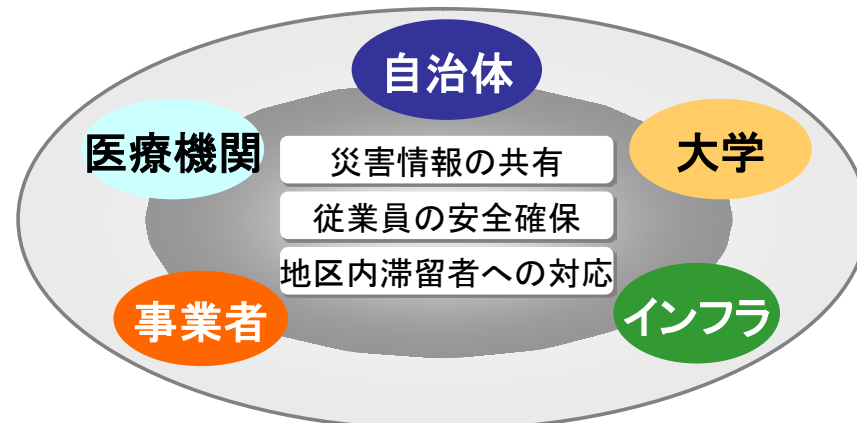 自治体
医療機関
大学
災害情報の共有
従業員の安全確保
地区内滞留者への対応
事業者
インフラ